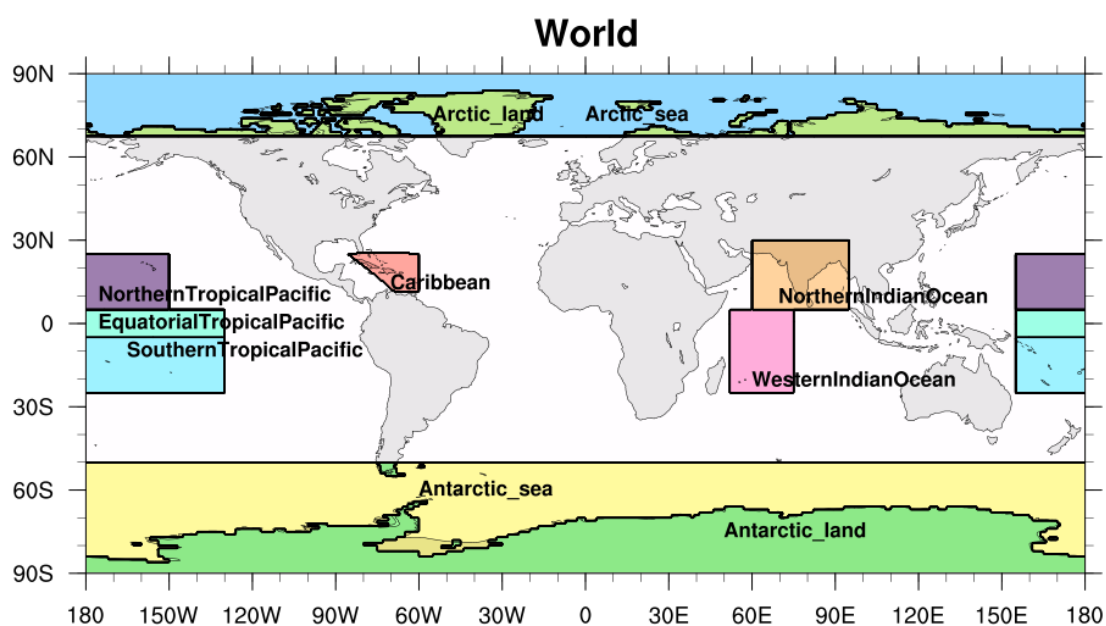 World
90N
Arctic_land
Arctic_sea
60N
30N
Caribbean
NorthernTropicalPacific
NorthernIndianOcean
0
EquatorialTropicalPacific
SouthernTropicalPacific
WesternIndianOcean
30S
60S
Antarctic_sea
Antarctic_land
90S
180 150W 120W 90W 60W 30W 0 30E 60E 90E 120E 150E 180